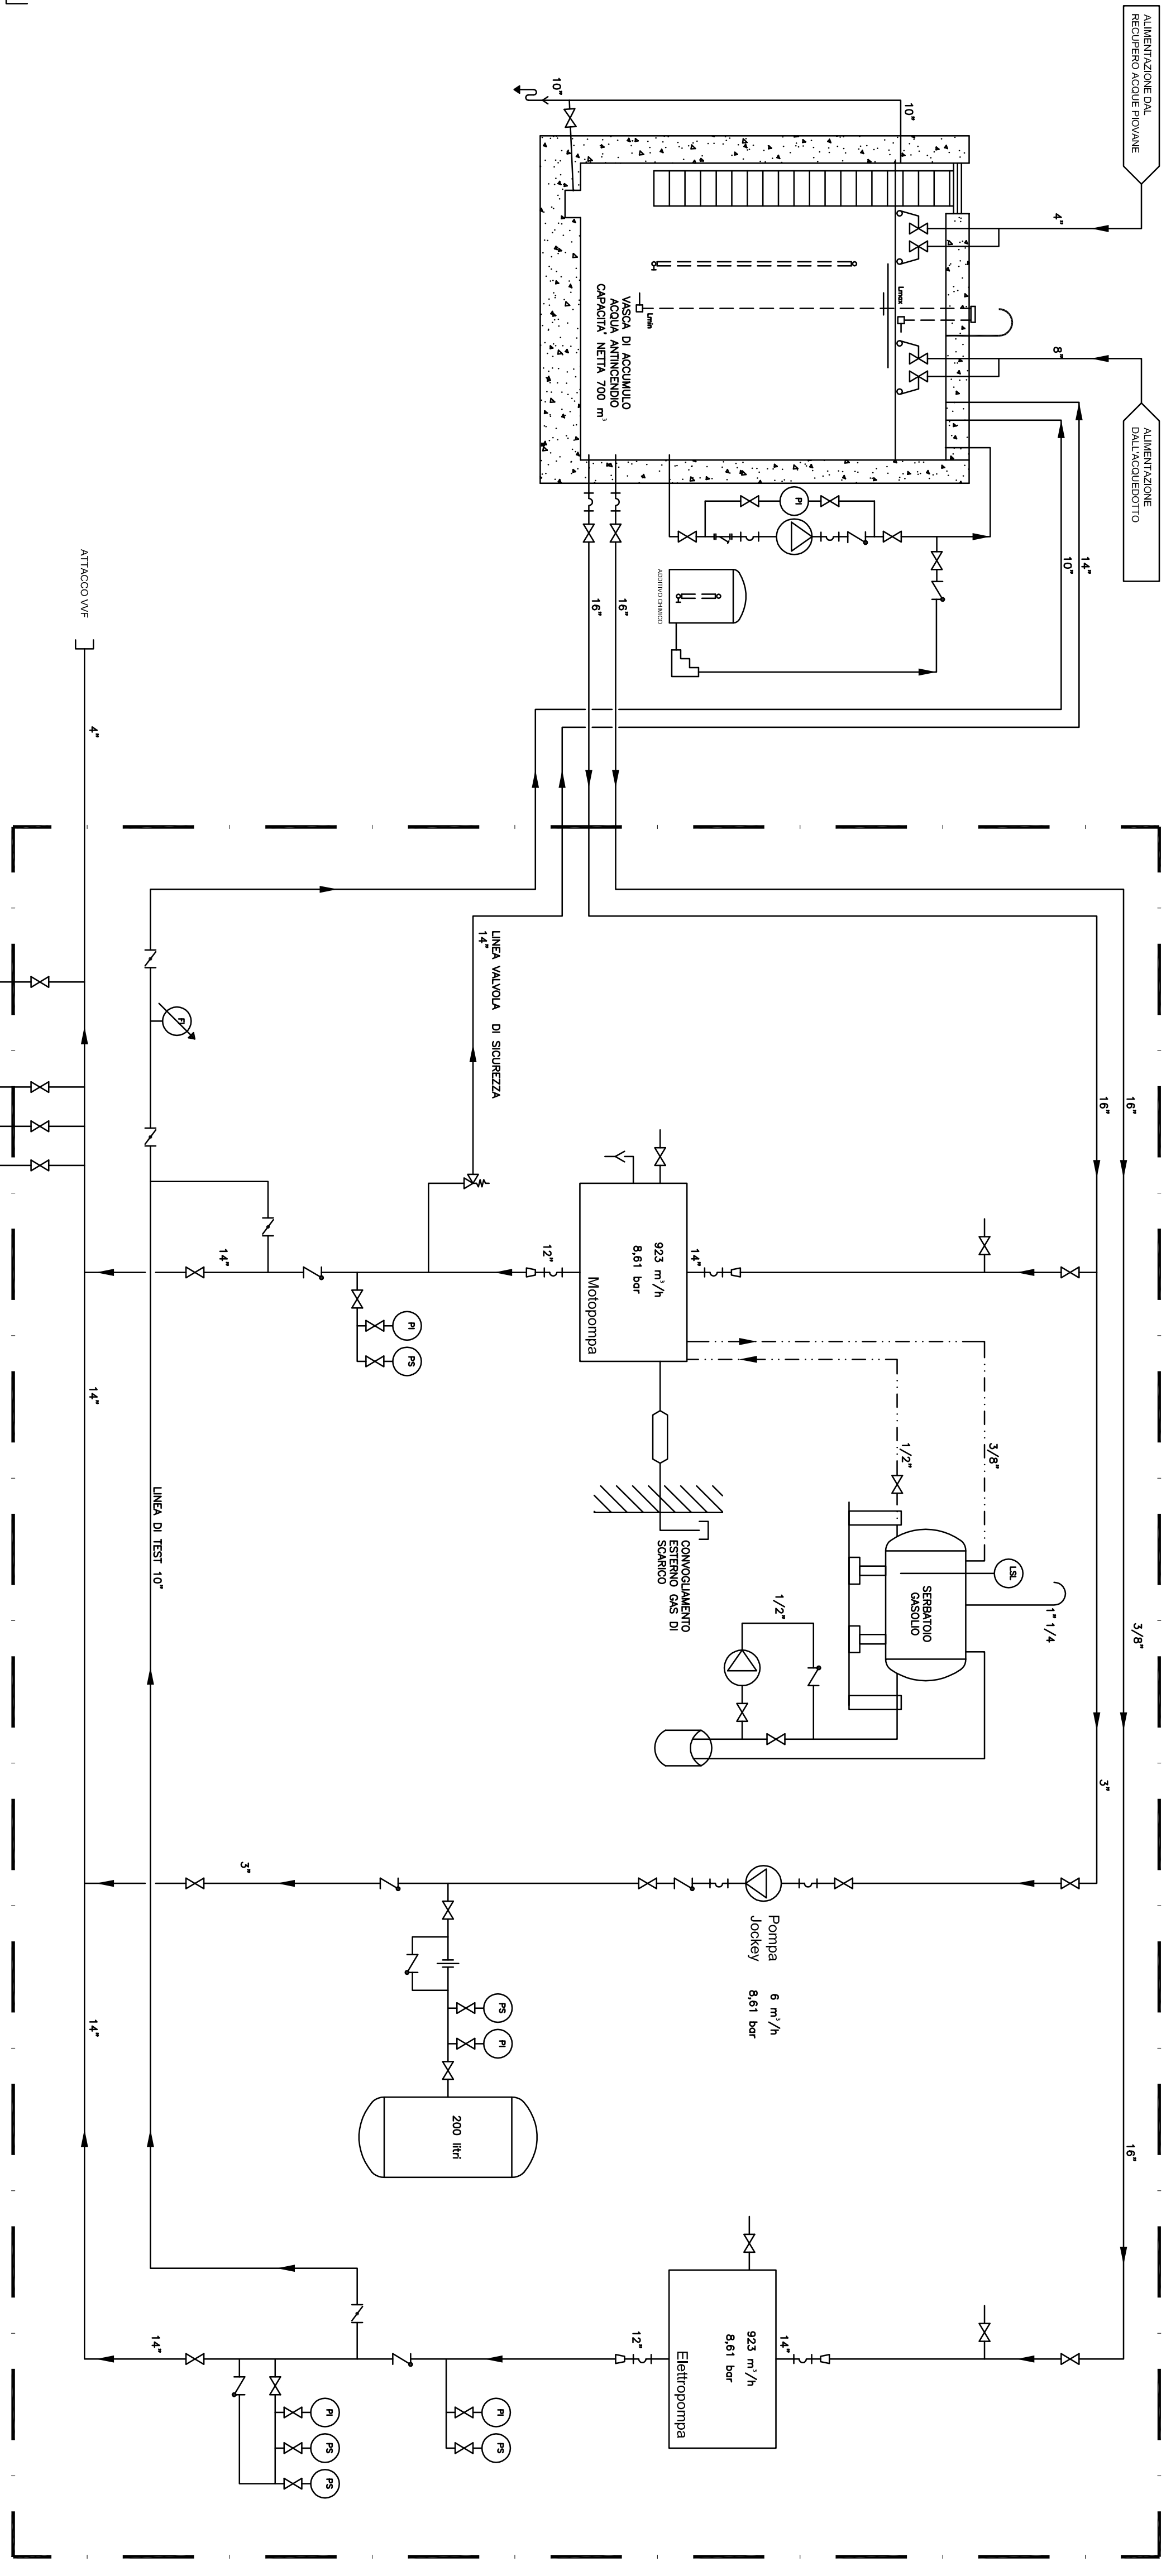 ALIMENTAZIONE DAL
RECUPERO ACQUE PIOVANE
ALIMENTAZIONE
DALL'ACQUEDOTTO
4"
8"
10"
10"
Lmax
Lmin
VASCA DI ACCUMULO
ACQUA ANTINCENDIO
CAPACITA' NETTA 700 m³
PI
14"
10"
ADDITIVO CHIMICO
16"
16"
ATTACCO VVF
4"
LINEA VALVOLA DI SICUREZZA
14"
FI
16"
16"
14"
923 m³/h
8,61 bar
Motopompa
12"
14"
PI
PS
14"
LINEA DI TEST 10"
3/8"
1/2"
LSL
SERBATOIO
GASOLIO
1" 1/4
3/8"
CONVOGLIAMENTO
ESTERNO GAS DI
SCARICO
1/2"
3"
3"
Pompa
Jockey
6 m³/h
8,61 bar
PS
PI
200 litri
14"
16"
14"
923 m³/h
8,61 bar
Elettropompa
12"
14"
PI
PS
PI
PS
PS